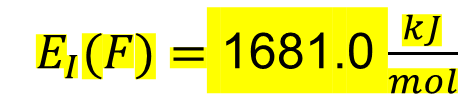 E_I(F) = 1681.0 kJ/mol